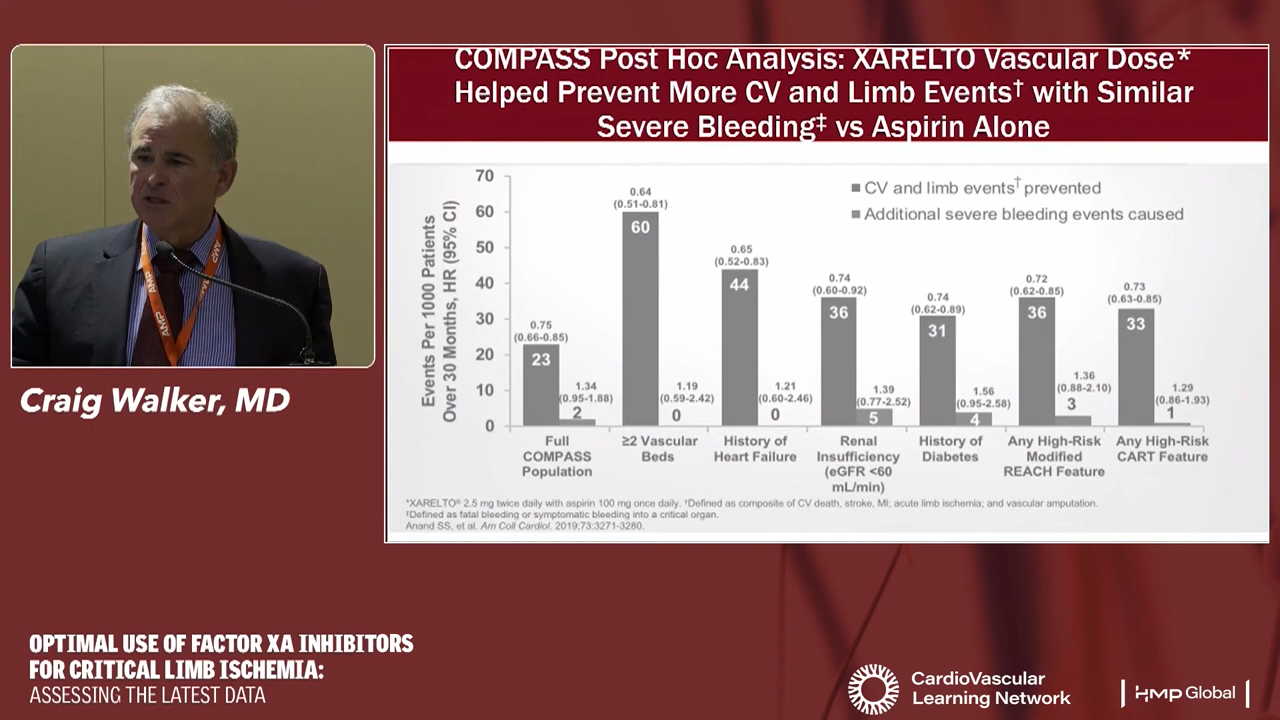 COMPASS Post Hoc Analysis: XARELTO Vascular Dose*
Helped Prevent More CV and Limb Events† with Similar
Severe Bleeding‡ vs Aspirin Alone
Events Per 1000 Patients
Over 30 Months, HR (95% CI)
70
60
50
40
30
20
10
0
CV and limb events† prevented
Additional severe bleeding events caused
0.75
(0.66-0.85)
23
1.34
(0.95-1.88)
2
0.64
(0.51-0.81)
60
1.19
(0.59-2.42)
0
0.65
(0.52-0.83)
44
1.21
(0.60-2.46)
0
0.74
(0.60-0.92)
36
1.39
(0.77-2.52)
5
0.74
(0.62-0.89)
31
1.56
(0.95-2.58)
4
0.72
(0.62-0.85)
36
1.36
(0.88-2.10)
3
0.73
(0.63-0.85)
33
1.29
(0.86-1.93)
1
Full
COMPASS
Population
≥2 Vascular
Beds
History of
Heart Failure
Renal
Insufficiency
(eGFR <60
mL/min)
History of
Diabetes
Any High-Risk
Modified
REACH Feature
Any High-Risk
CART Feature
*XARELTO® 2.5 mg twice daily with aspirin 100 mg once daily. †Defined as composite of CV death, stroke, MI; acute limb ischemia; and vascular amputation.
‡Defined as fatal bleeding or symptomatic bleeding into a critical organ.
Anand SS, et al. Am Coll Cardiol. 2019;73:3271-3280.
AMP
AMP
AMP
Craig Walker, MD
OPTIMAL USE OF FACTOR XA INHIBITORS
FOR CRITICAL LIMB ISCHEMIA:
ASSESSING THE LATEST DATA
CardioVascular
Learning Network
HMP Global